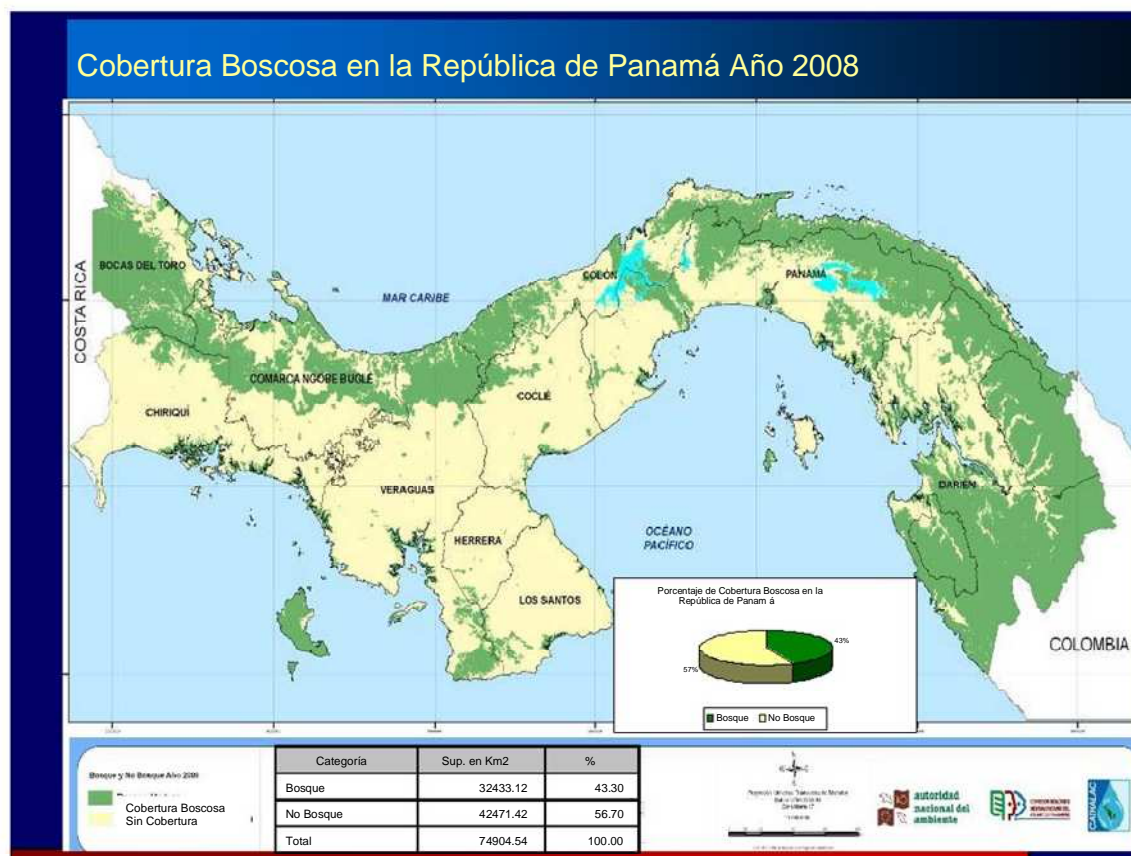 Cobertura Boscosa en la República de Panamá Año 2008
COSTA RICA
BOCAS DEL TORO
MAR CARIBE
COLÓN
PANAMÁ
COMARCA NGÖBE BUGLÉ
CHIRIQUÍ
COCLÉ
VERAGUAS
HERRERA
LOS SANTOS
OCÉANO
PACÍFICO
DARIÉN
COLOMBIA
Porcentaje de Cobertura Boscosa en la
República de Panam á
43%
57%
Bosque No Bosque
Bosque y No Bosque Año 2008
Cobertura Boscosa
Sin Cobertura
Categoría Sup. en Km2 %
Bosque 32433.12 43.30
No Bosque 42471.42 56.70
Total 74904.54 100.00
autoridad
nacional del
ambiente
CATHALAC